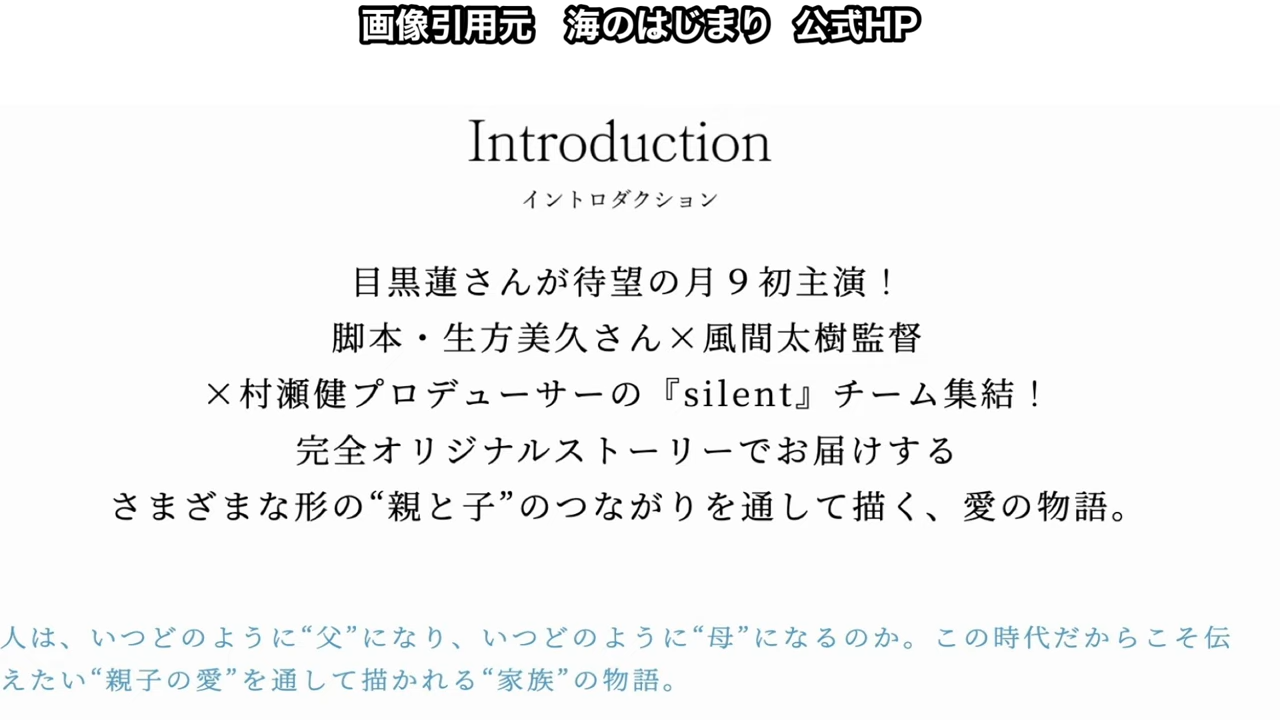 画像引用元　海のはじまり 公式HP
Introduction
イントロダクション
目黒蓮さんが待望の月９初主演！
脚本・生方美久さん×風間太樹監督
×村瀬健プロデューサーの『silent』チーム集結！
完全オリジナルストーリーでお届けする
さまざまな形の“親と子”のつながりを通して描く、愛の物語。
人は、いつどのように“父”になり、いつどのように“母”になるのか。この時代だからこそ伝
えたい“親子の愛”を通して描かれる“家族”の物語。